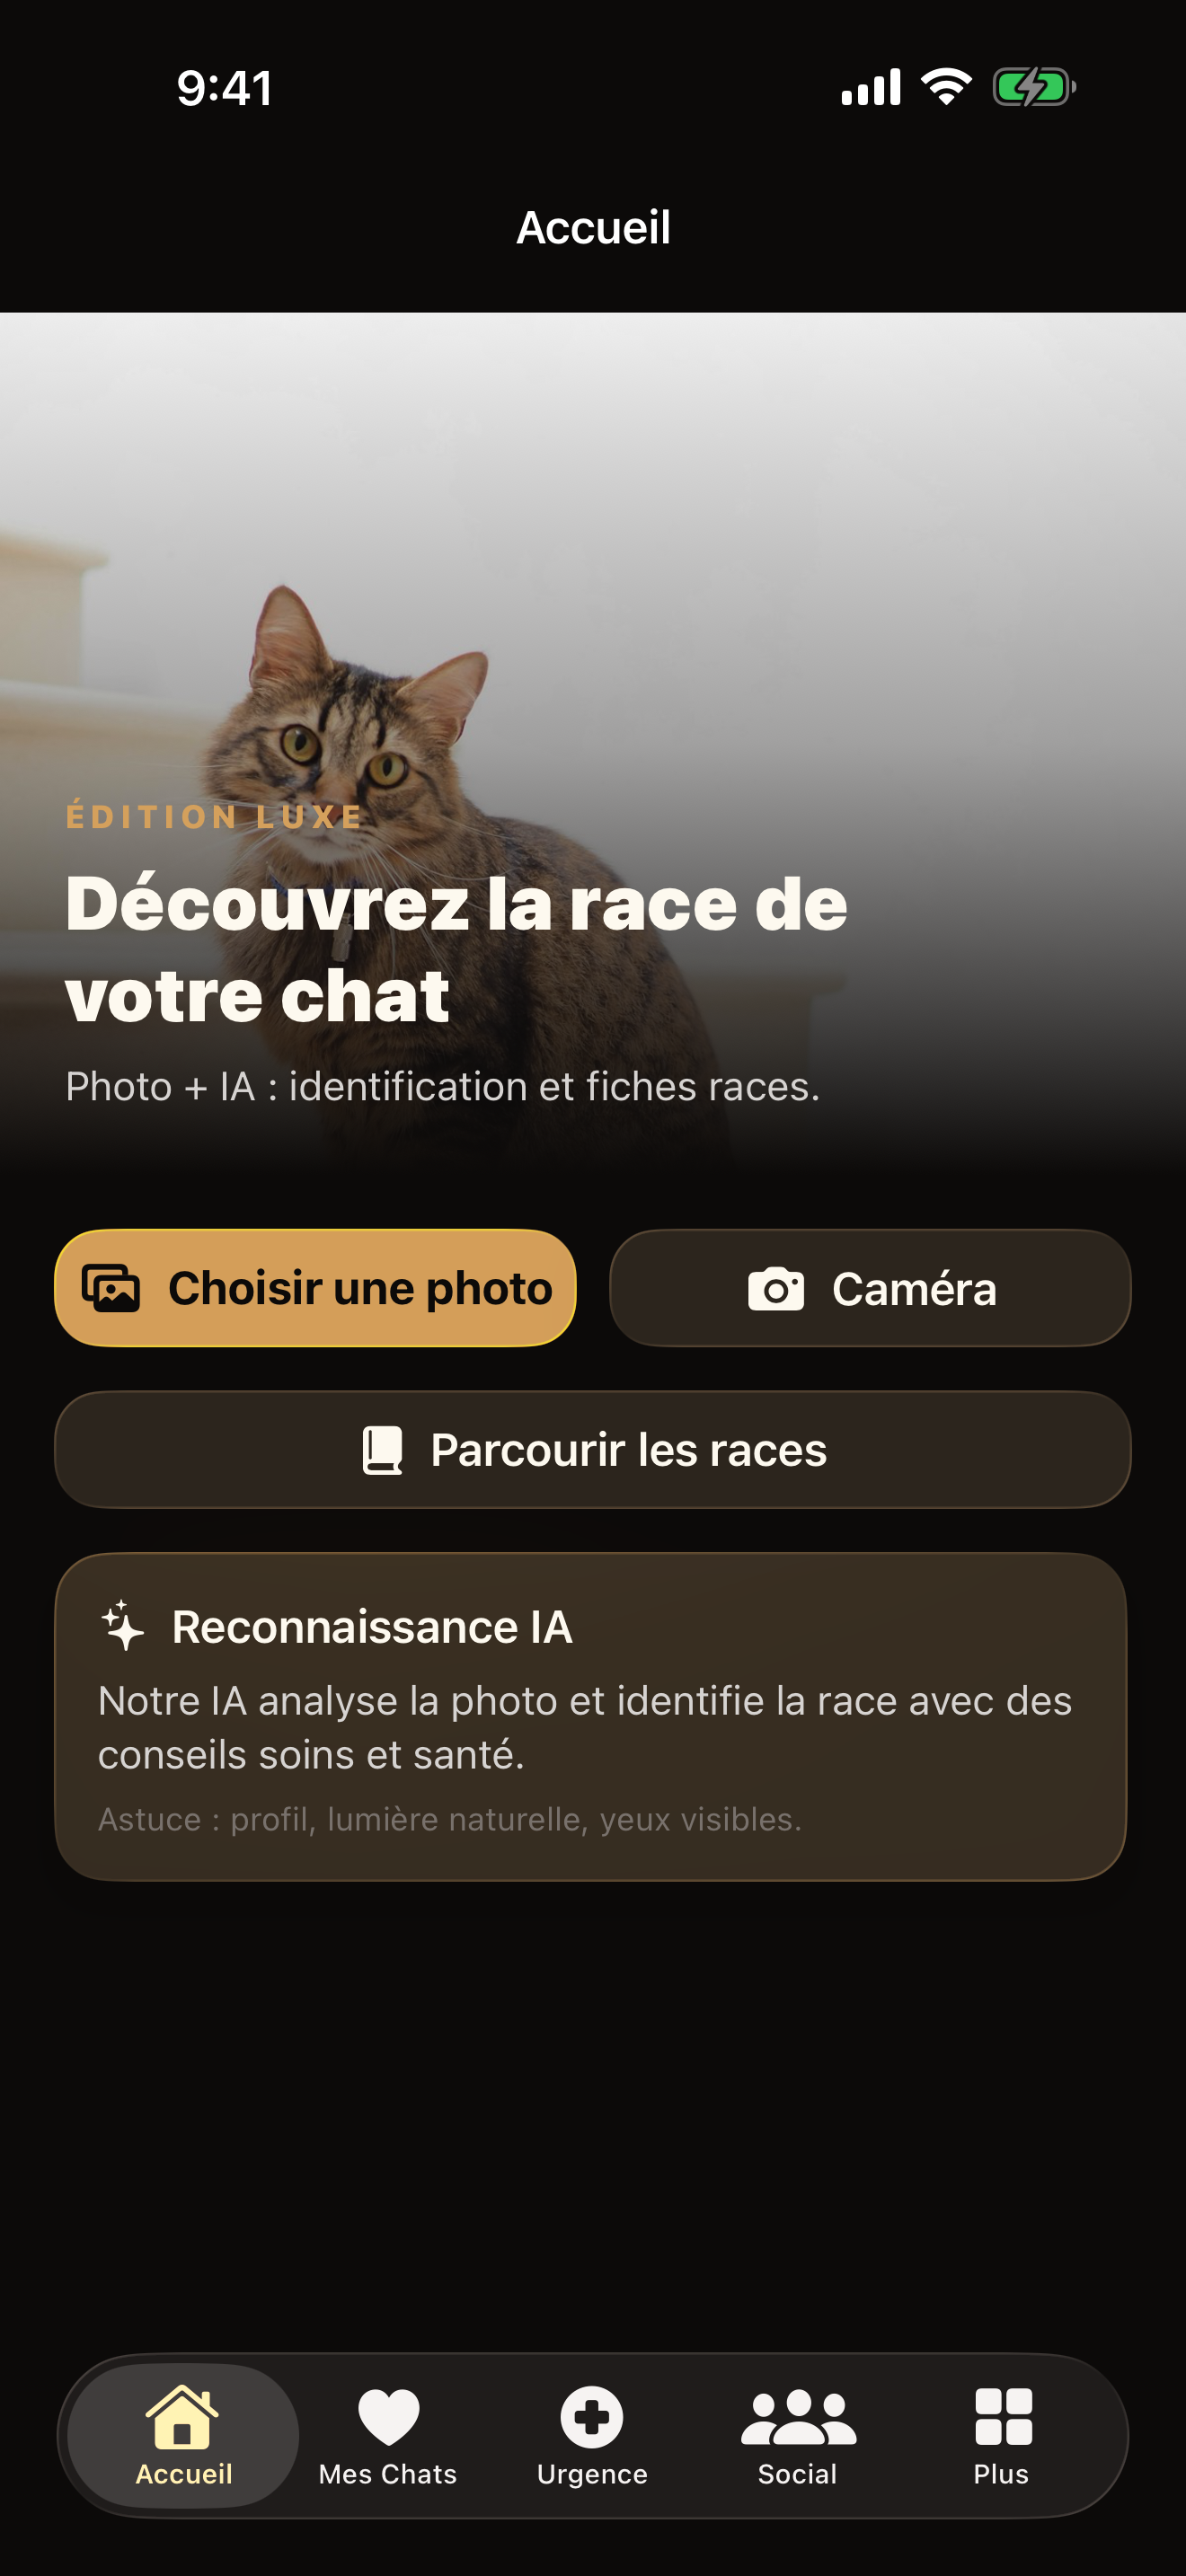 9:41
Accueil
ÉDITION LUXE
Découvrez la race de
votre chat
Photo + IA : identification et fiches races.
Choisir une photo
Caméra
Parcourir les races
Reconnaissance IA
Notre IA analyse la photo et identifie la race avec des
conseils soins et santé.
Astuce : profil, lumière naturelle, yeux visibles.
Accueil
Mes Chats
Urgence
Social
Plus